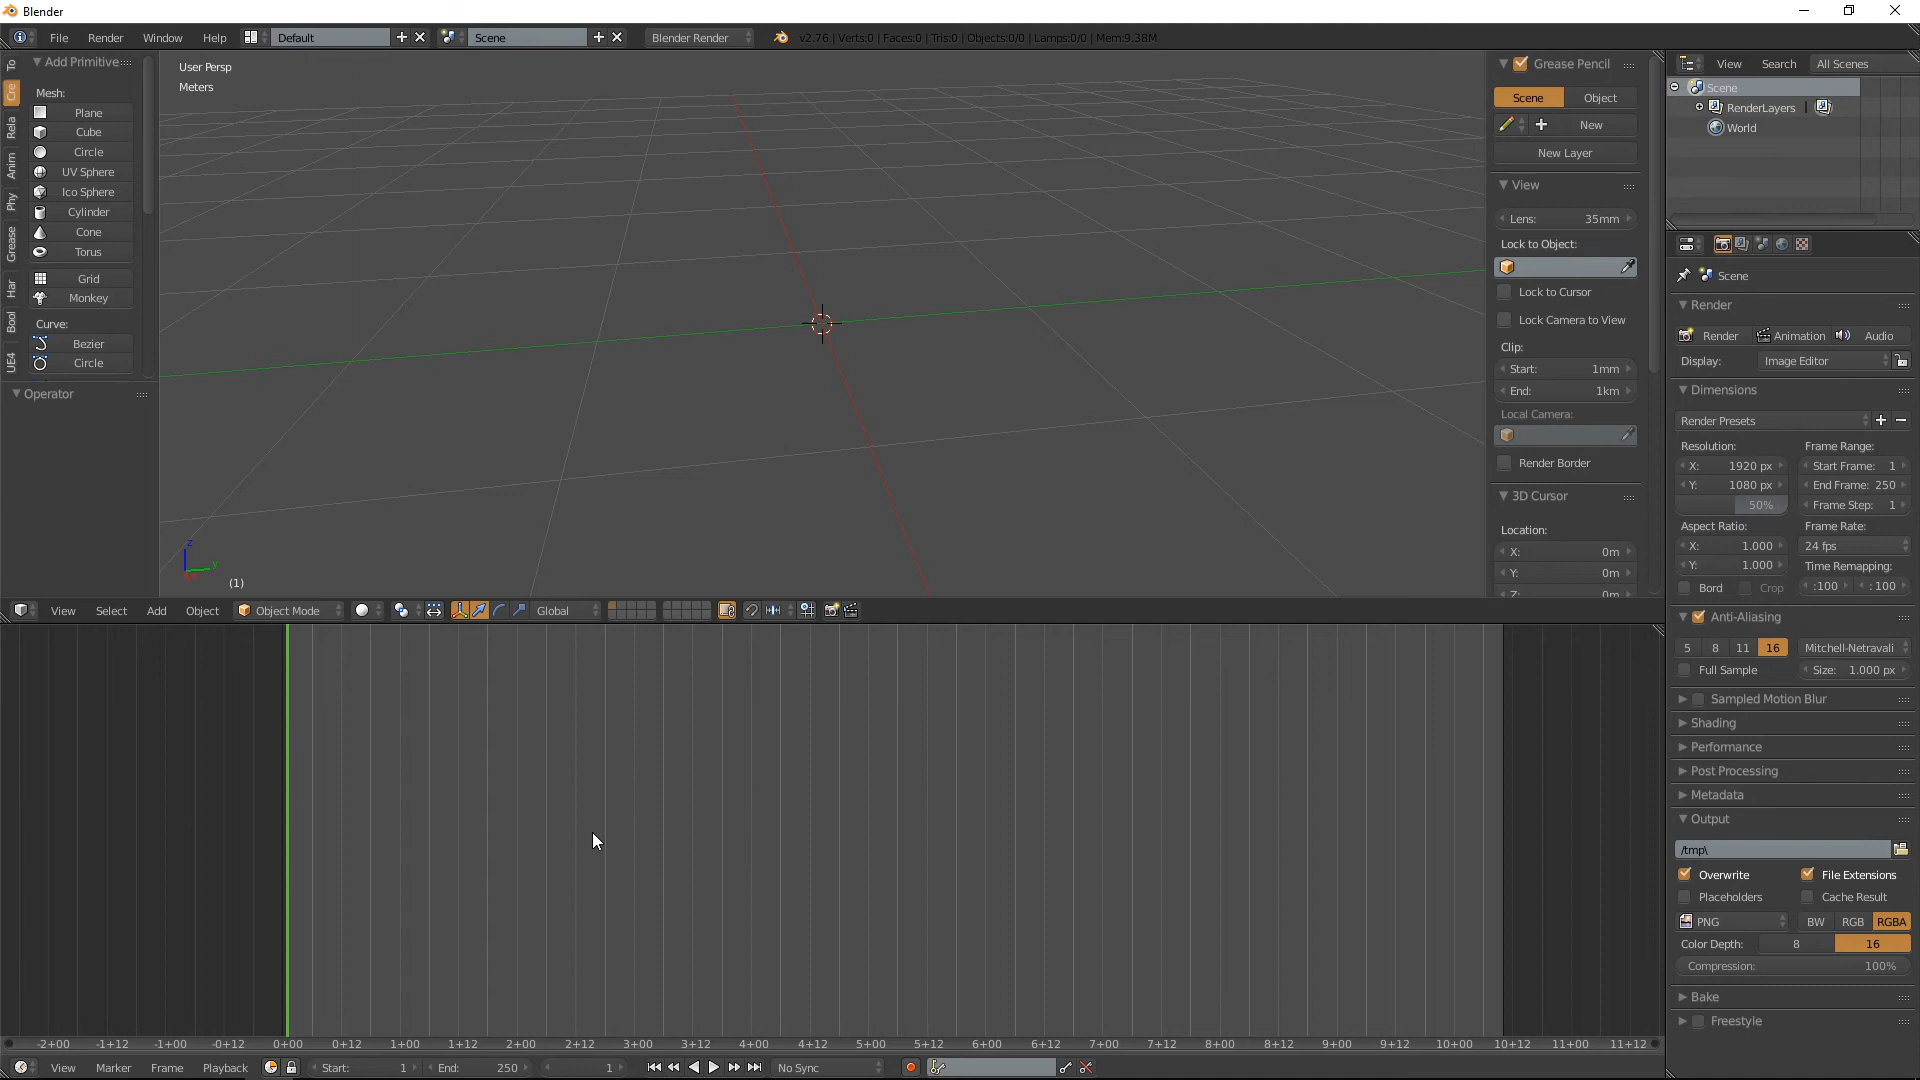 Blender
File Render Window Help Default Scene Blender Render v2.76 | Verts:0 | Faces:0 | Tris:0 | Objects:0/0 | Lamps:0/0 | Mem:9.38M
To
Cre
Rela
Anim
Phy
Grease
Har
Bool
UE4
Add Primitive
Mesh:
Plane
Cube
Circle
UV Sphere
Ico Sphere
Cylinder
Cone
Torus
Grid
Monkey
Curve:
Bezier
Circle
Operator
User Persp
Meters
z
y
(1)
Grease Pencil
Scene Object
New
New Layer
View
Lens: 35mm
Lock to Object:
Lock to Cursor
Lock Camera to View
Clip:
Start: 1mm
End: 1km
Local Camera:
Render Border
3D Cursor
Location:
X: 0m
Y: 0m
Z: 0m
View Select Add Object Object Mode Global
View Search All Scenes
Scene
RenderLayers |
World
Scene
Render
Render Animation Audio
Display: Image Editor
Dimensions
Render Presets
Resolution: Frame Range:
X: 1920 px Start Frame: 1
Y: 1080 px End Frame: 250
50% Frame Step: 1
Aspect Ratio: Frame Rate:
X: 1.000 24 fps
Y: 1.000 Time Remapping:
Bord Crop :100 : 100
Anti-Aliasing
5 8 11 16 Mitchell-Netravali
Full Sample Size: 1.000 px
Sampled Motion Blur
Shading
Performance
Post Processing
Metadata
Output
/tmp\
Overwrite File Extensions
Placeholders Cache Result
PNG BW RGB RGBA
Color Depth: 8 16
Compression: 100%
Bake
Freestyle
-2+00 -1+12 -1+00 -0+12 0+00 0+12 1+00 1+12 2+00 2+12 3+00 3+12 4+00 4+12 5+00 5+12 6+00 6+12 7+00 7+12 8+00 8+12 9+00 9+12 10+00 10+12 11+00 11+12
View Marker Frame Playback Start: 1 End: 250 1 No Sync